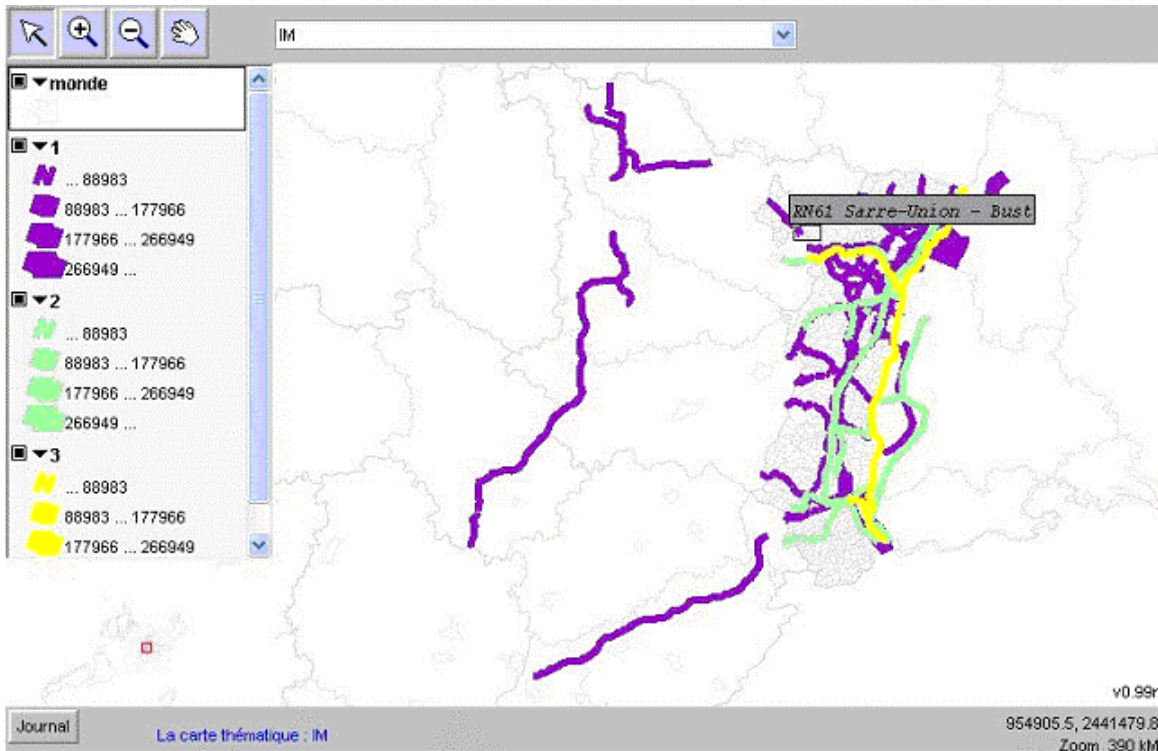 IM
monde
1
... 88983
88983 ... 177966
177966 ... 266949
266949 ...
2
... 88983
88983 ... 177966
177966 ... 266949
266949 ...
3
... 88983
88983 ... 177966
177966 ... 266949
RN61 Sarre-Union - Bust
v0.99r
Journal
La carte thématique : IM
954905.5, 2441479.8
Zoom 390 kM